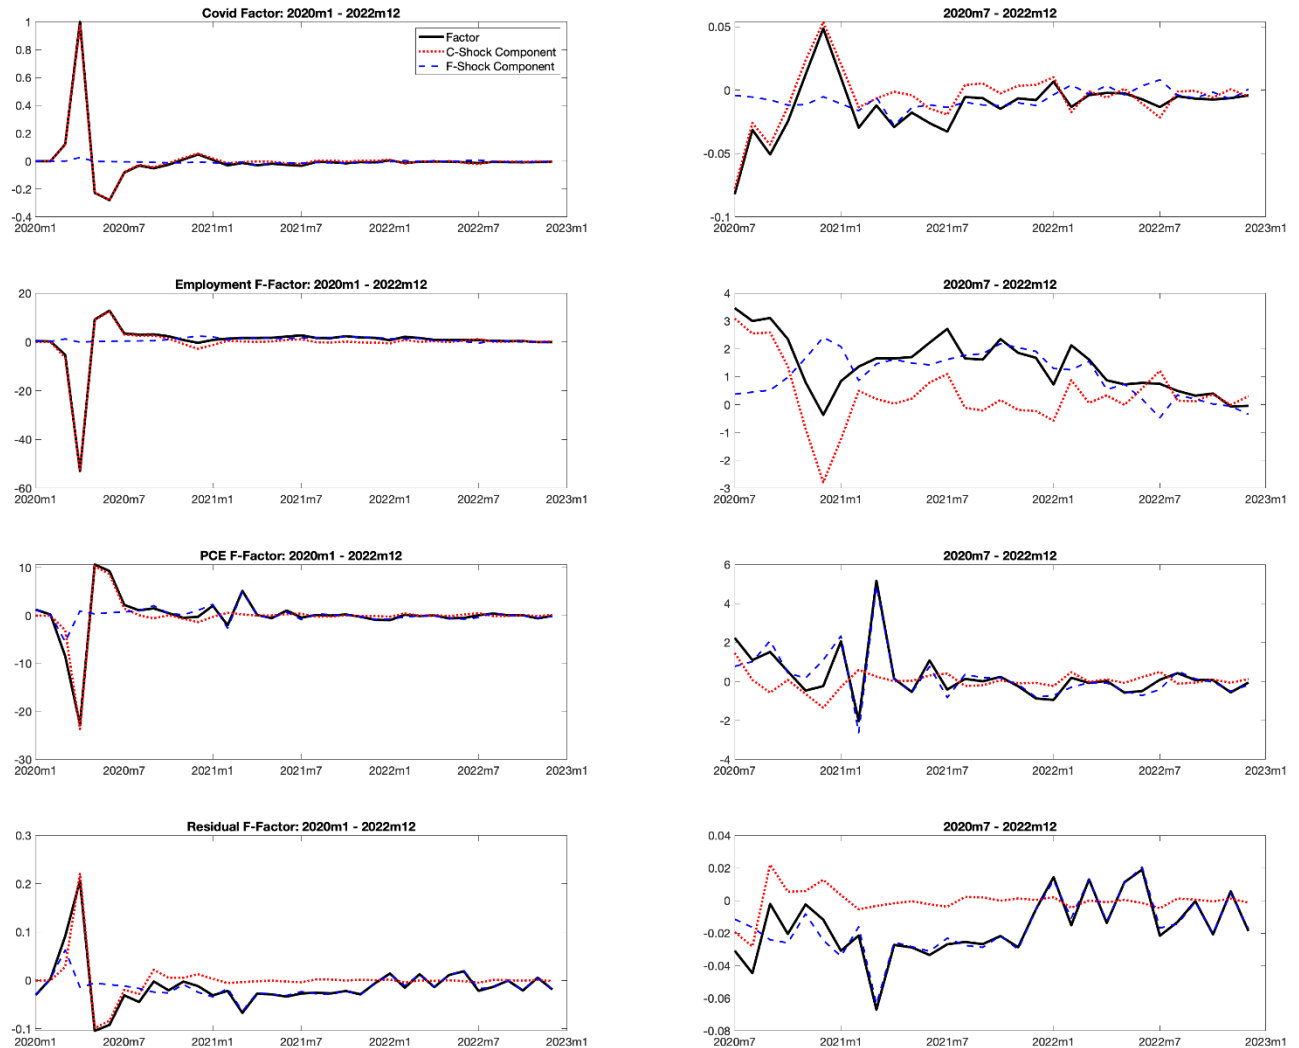 Covid Factor: 2020m1 - 2022m12
1
0.8
0.6
0.4
0.2
0
-0.2
-0.4
2020m1 2020m7 2021m1 2021m7 2022m1 2022m7 2023m1
Factor
C-Shock Component
F-Shock Component
2020m7 - 2022m12
0.05
0
-0.05
-0.1
2020m7 2021m1 2021m7 2022m1 2022m7 2023m1
Employment F-Factor: 2020m1 - 2022m12
20
0
-20
-40
-60
2020m1 2020m7 2021m1 2021m7 2022m1 2022m7 2023m1
2020m7 - 2022m12
4
3
2
1
0
-1
-2
-3
2020m7 2021m1 2021m7 2022m1 2022m7 2023m1
PCE F-Factor: 2020m1 - 2022m12
10
0
-10
-20
-30
2020m1 2020m7 2021m1 2021m7 2022m1 2022m7 2023m1
2020m7 - 2022m12
6
4
2
0
-2
-4
2020m7 2021m1 2021m7 2022m1 2022m7 2023m1
Residual F-Factor: 2020m1 - 2022m12
0.3
0.2
0.1
0
-0.1
2020m1 2020m7 2021m1 2021m7 2022m1 2022m7 2023m1
2020m7 - 2022m12
0.04
0.02
0
-0.02
-0.04
-0.06
-0.08
2020m7 2021m1 2021m7 2022m1 2022m7 2023m1